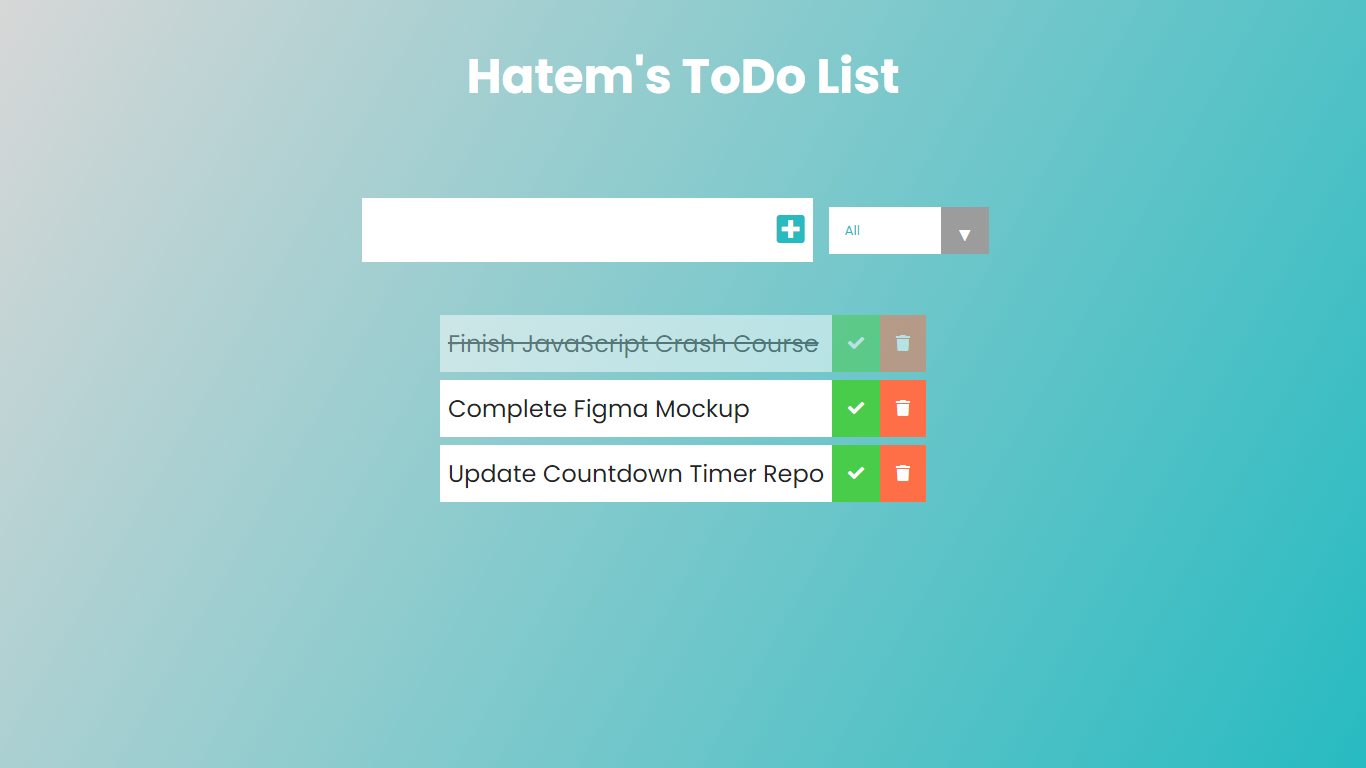 Hatem's ToDo List
All
Finish JavaScript Crash Course
Complete Figma Mockup
Update Countdown Timer Repo